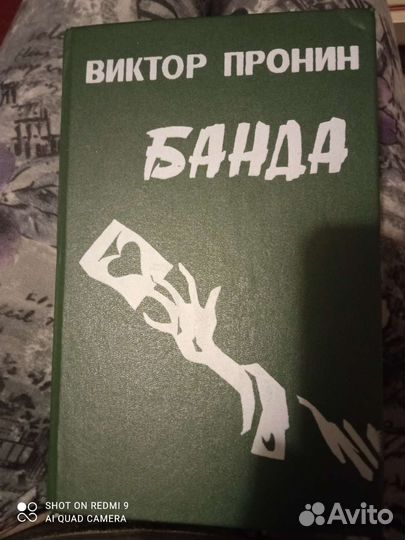 ВИКТОР ПРОНИН
БАНДА
SHOT ON REDMI 9
AI QUAD CAMERA
Avito